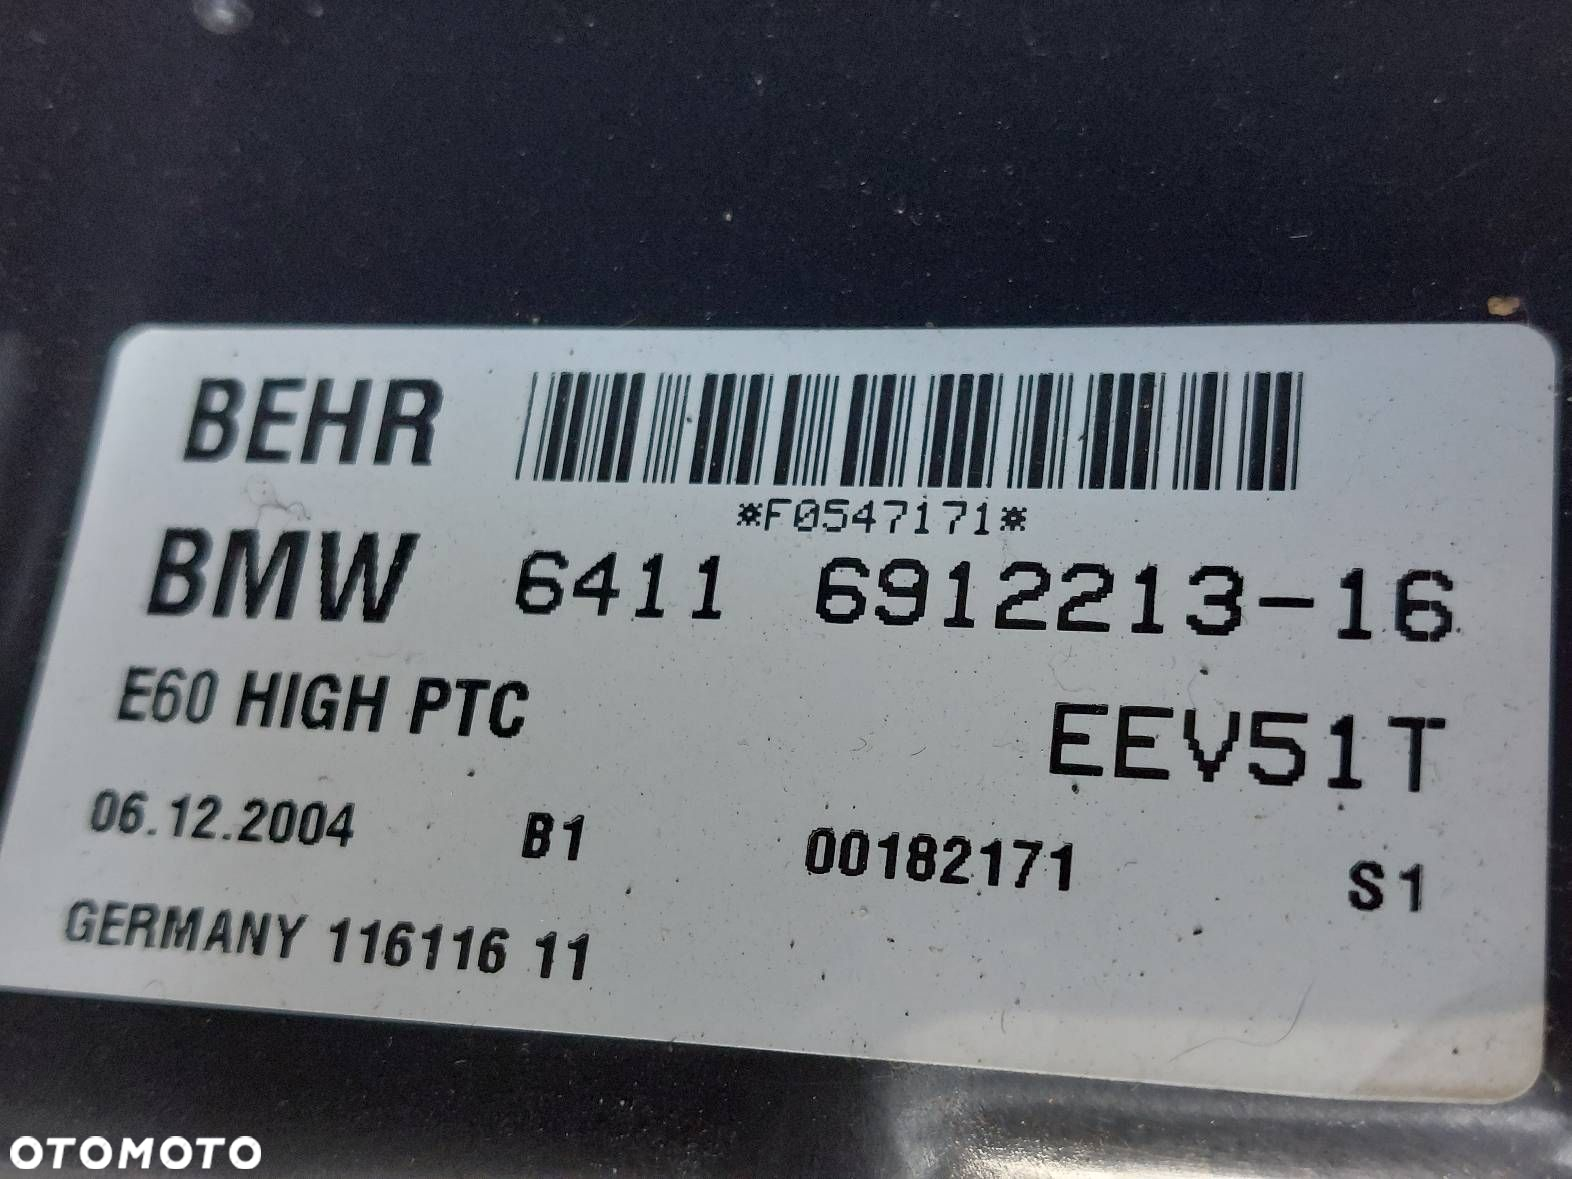 BEHR
*F0547171*
BMW 6411 6912213-16
E60 HIGH PTC EEV51T
06.12.2004 B1 00182171 S1
GERMANY 116116 11
OTOMOTO